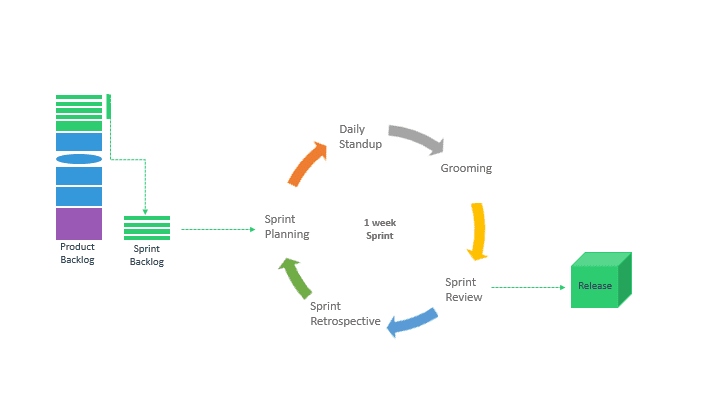 Product
Backlog
Sprint
Backlog
Sprint
Planning
Daily
Standup
Grooming
1 week
Sprint
Sprint
Review
Sprint
Retrospective
Release